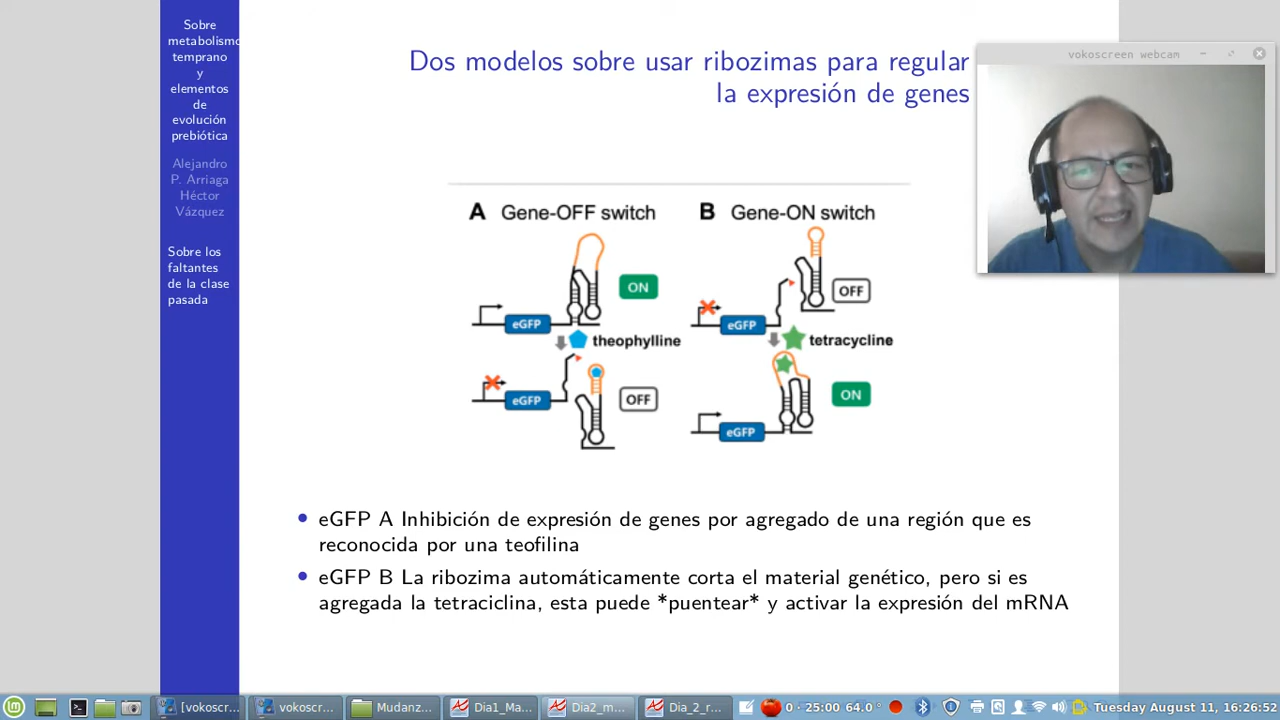 Sobre
metabolismo
temprano
y
elementos
de
evolución
prebiótica
Alejandro
P. Arriaga
Héctor
Vázquez
Sobre los
faltantes
de la clase
pasada
Dos modelos sobre usar ribozimas para regular
la expresión de genes
vokoscreen webcam
A Gene-OFF switch
ON
eGFP
theophylline
eGFP
OFF
B Gene-ON switch
OFF
eGFP
tetracycline
ON
eGFP
• eGFP A Inhibición de expresión de genes por agregado de una región que es
reconocida por una teofilina
• eGFP B La ribozima automáticamente corta el material genético, pero si es
agregada la tetraciclina, esta puede *puentear* y activar la expresión del mRNA
[vokoscr... vokoscr... Mudanz... Dia1_Ma... Dia2_m... Dia_2_r... 0 · 25:00 64.0 ° Tuesday August 11, 16:26:52